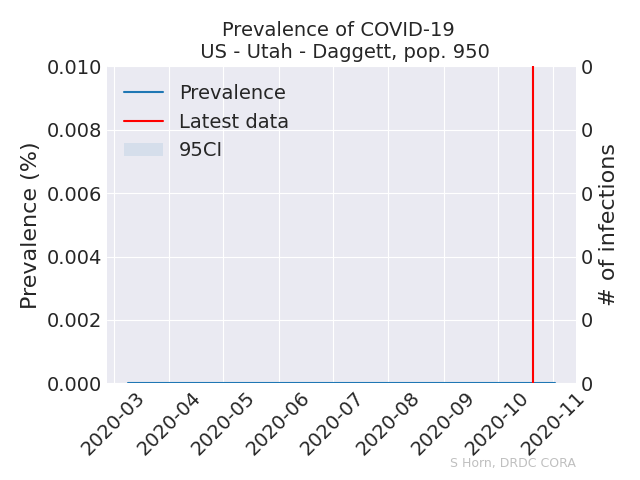 Prevalence of COVID-19
US - Utah - Daggett, pop. 950
Prevalence
Latest data
95CI
Prevalence (%)
0.010
0.008
0.006
0.004
0.002
0.000
0
0
0
0
0
0
# of infections
2020-03
2020-04
2020-05
2020-06
2020-07
2020-08
2020-09
2020-10
2020-11
S Horn, DRDC CORA